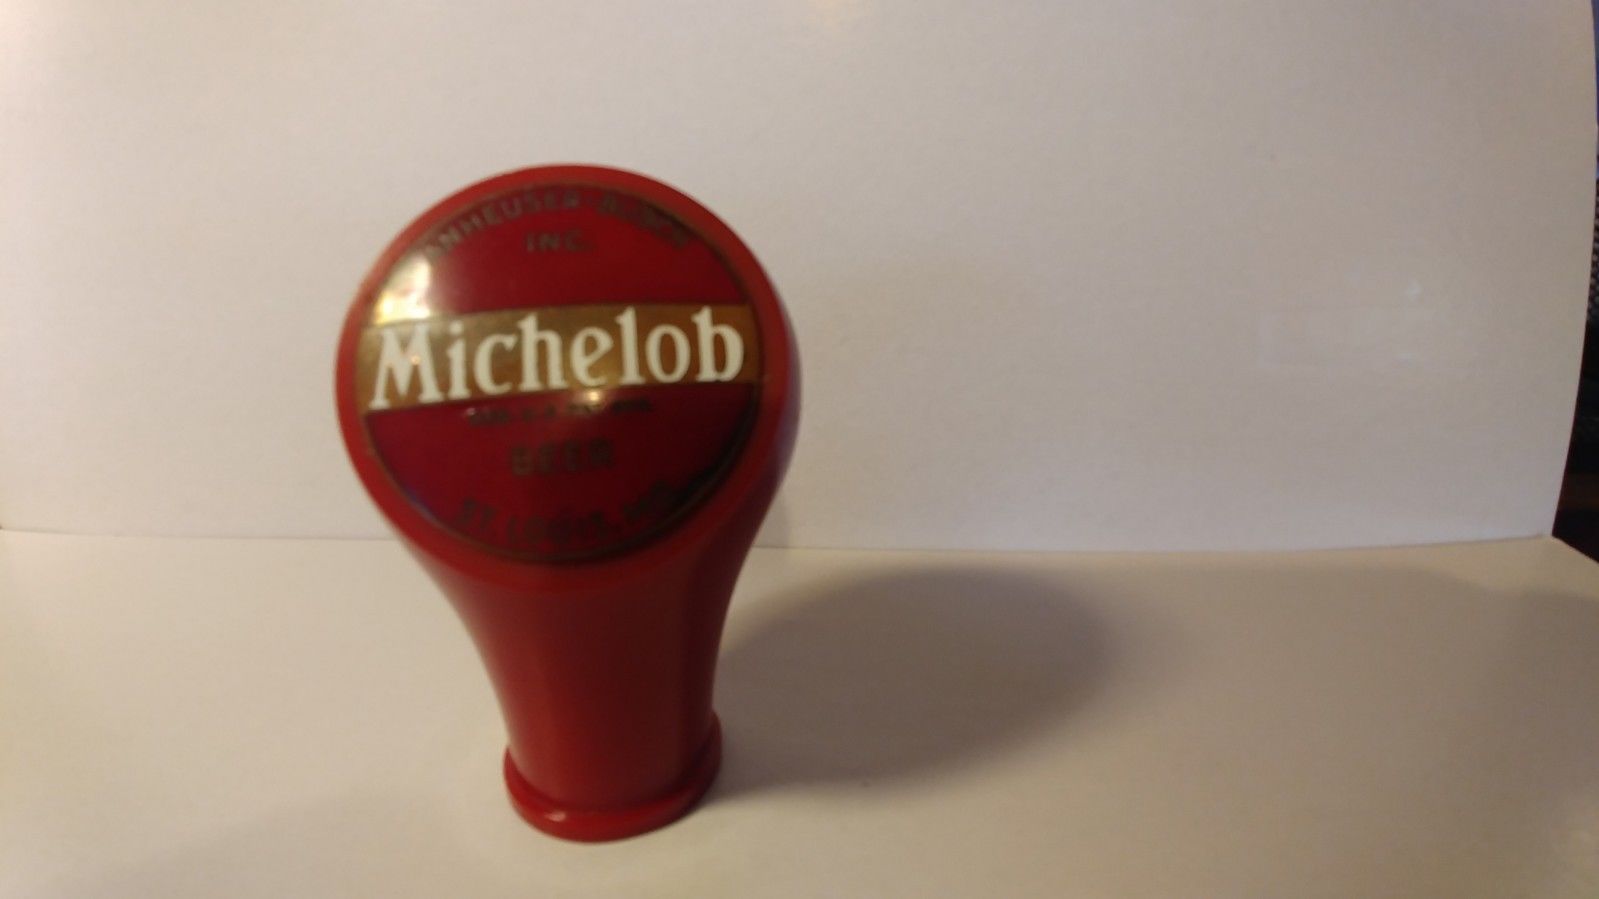 ANHEUSER-BUSCH
INC.
Michelob
BEER
ST. LOUIS, MO.